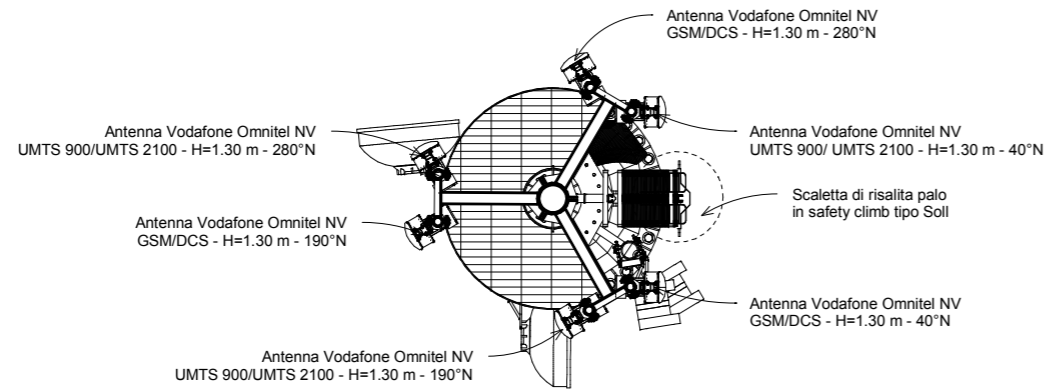 Antenna Vodafone Omnitel NV
GSM/DCS - H=1.30 m - 280°N
Antenna Vodafone Omnitel NV
UMTS 900/UMTS 2100 - H=1.30 m - 280°N
Antenna Vodafone Omnitel NV
UMTS 900/ UMTS 2100 - H=1.30 m - 40°N
Scaletta di risalita palo
in safety climb tipo Soll
Antenna Vodafone Omnitel NV
GSM/DCS - H=1.30 m - 190°N
Antenna Vodafone Omnitel NV
GSM/DCS - H=1.30 m - 40°N
Antenna Vodafone Omnitel NV
UMTS 900/UMTS 2100 - H=1.30 m - 190°N